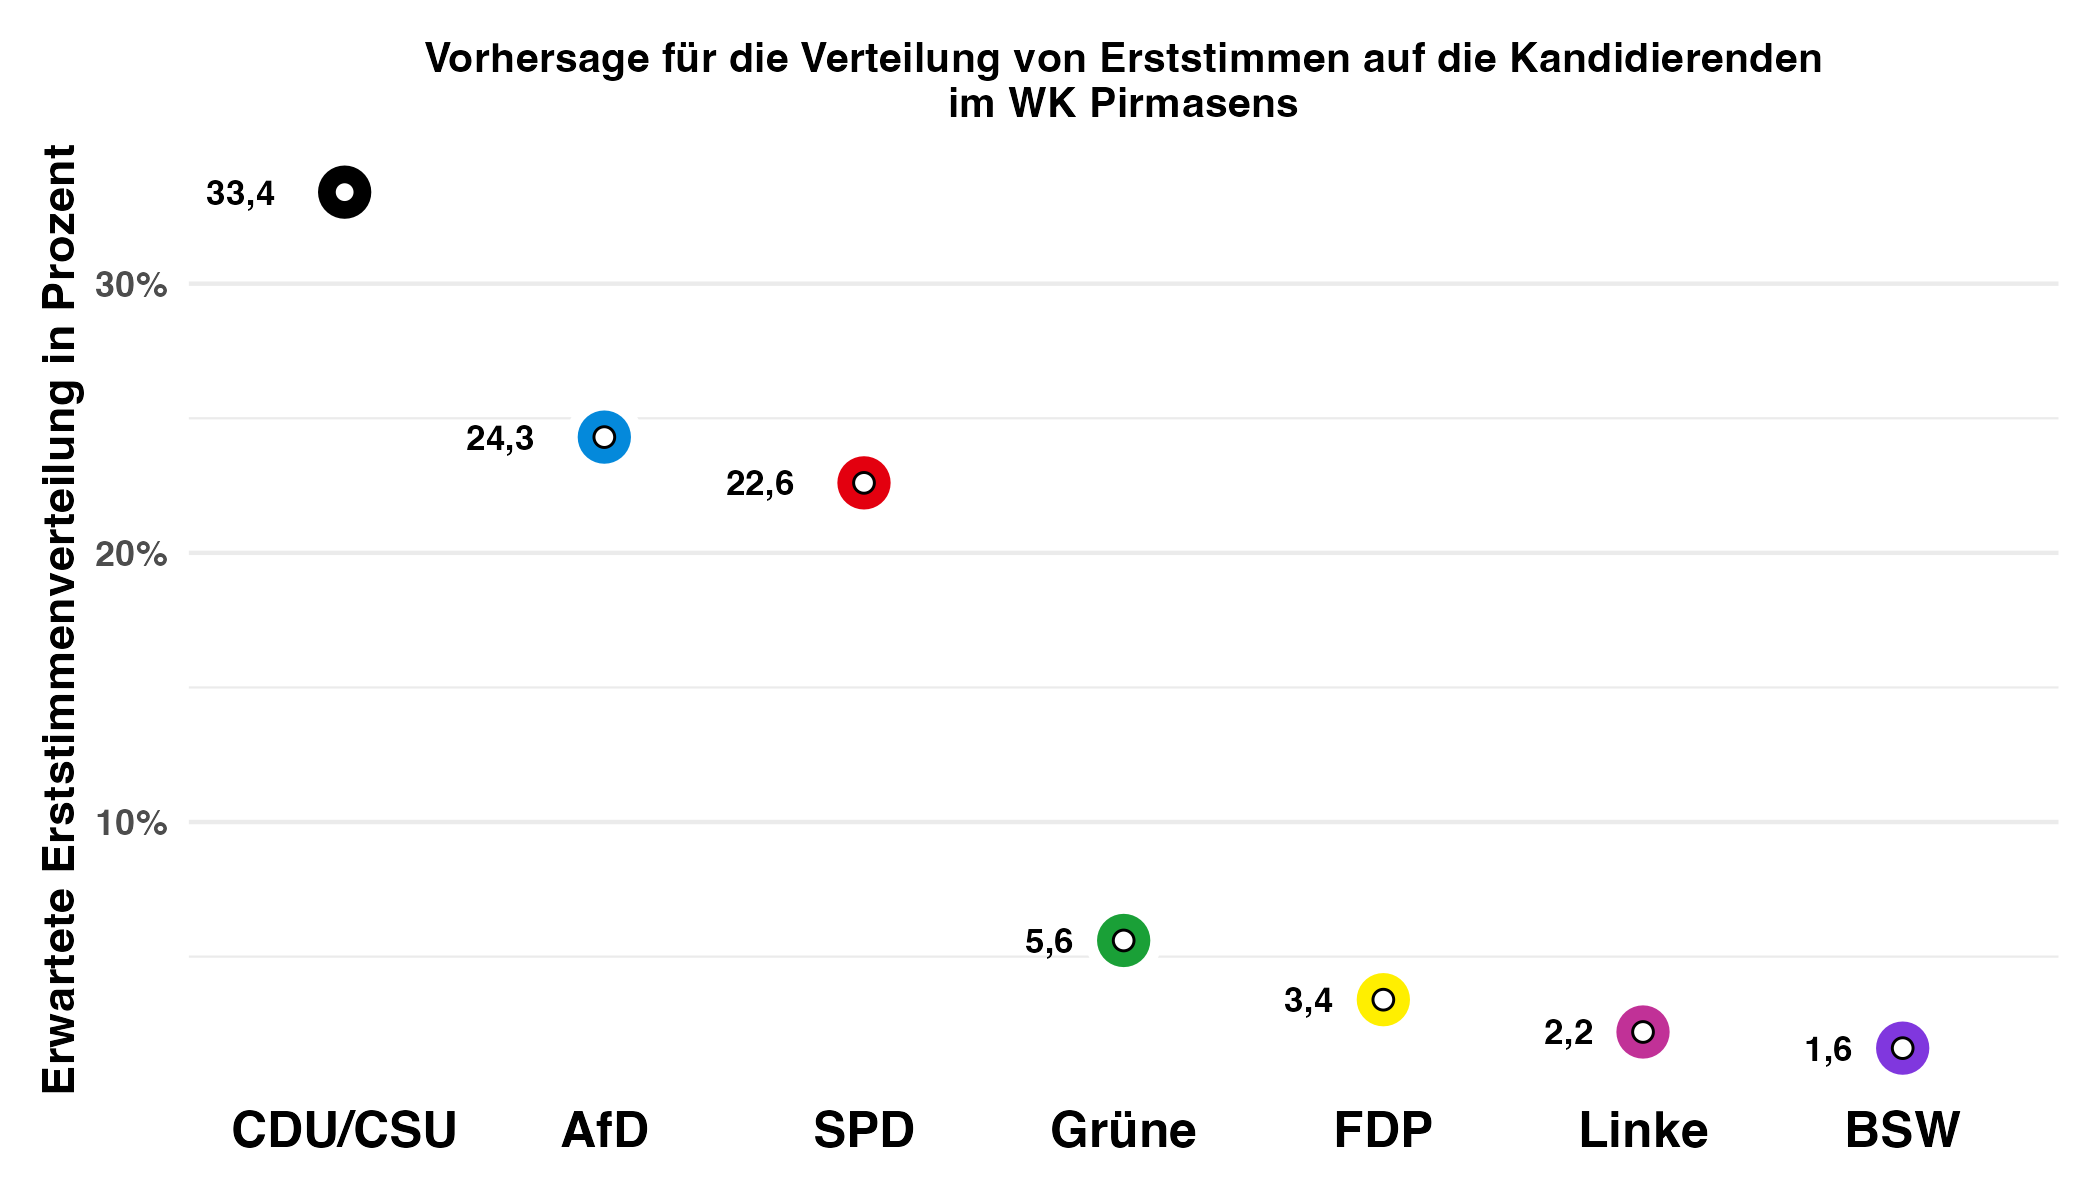 Vorhersage für die Verteilung von Erststimmen auf die Kandidierenden
im WK Pirmasens
Erwartete Erststimmenverteilung in Prozent
33,4
30%
24,3
22,6
20%
10%
5,6
3,4
2,2
1,6
CDU/CSU AfD SPD Grüne FDP Linke BSW